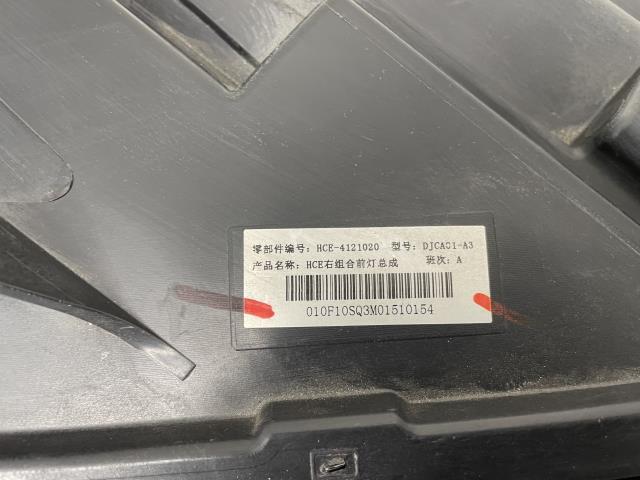 零部件编号: HCE-4121020 型号: DJCA01-A3
产品名称: HCE右组合前灯总成 班次: A
010F10SQ3M01510154